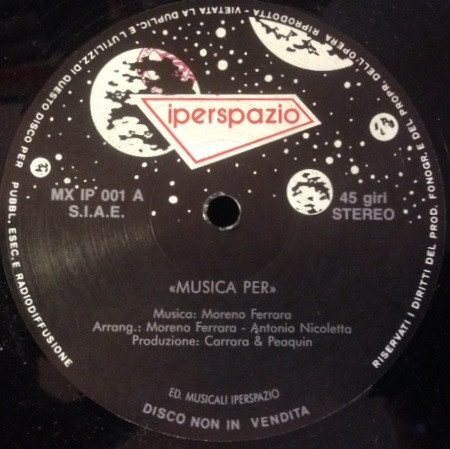 RISERVATI I DIRITTI DEL PROD. FONOGR. E DEL PROPR. DELL'OPERA RIPRODOTTA - VIETATA LA DUPLIC. E L'UTILIZZ. DI QUESTO DISCO PER PUBBL. ESEC. E RADIODIFFUSIONE
iperspazio
MX IP 001 A
S.I.A.E.
45 giri
STEREO
«MUSICA PER»
Musica: Moreno Ferrara
Arrang.: Moreno Ferrara - Antonio Nicoletta
Produzione: Carrara & Peaquin
ED. MUSICALI IPERSPAZIO
DISCO NON IN VENDITA